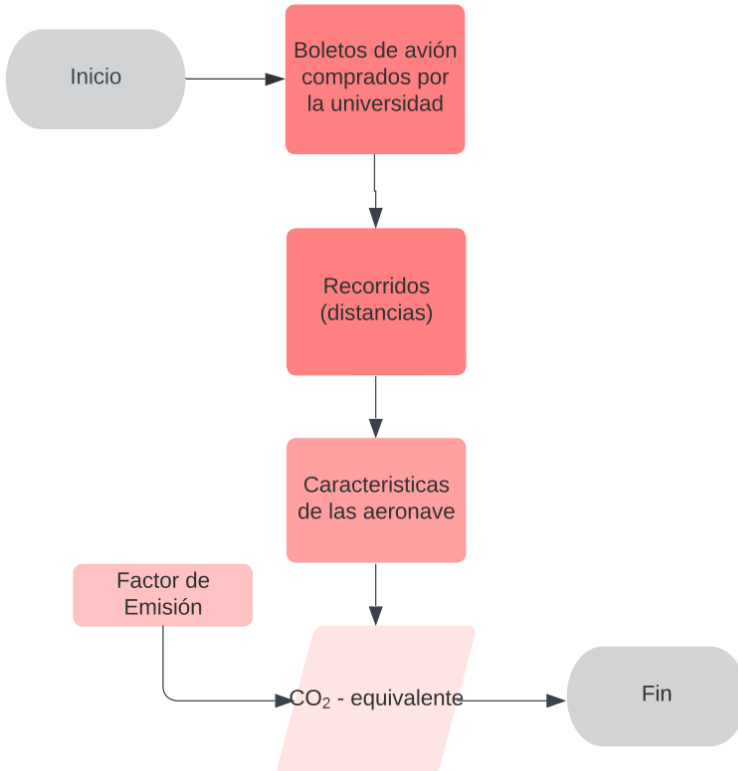 Inicio
Boletos de avión
comprados por
la universidad
Recorridos
(distancias)
Caracteristicas
de las aeronave
Factor de
Emisión
CO₂ - equivalente
Fin